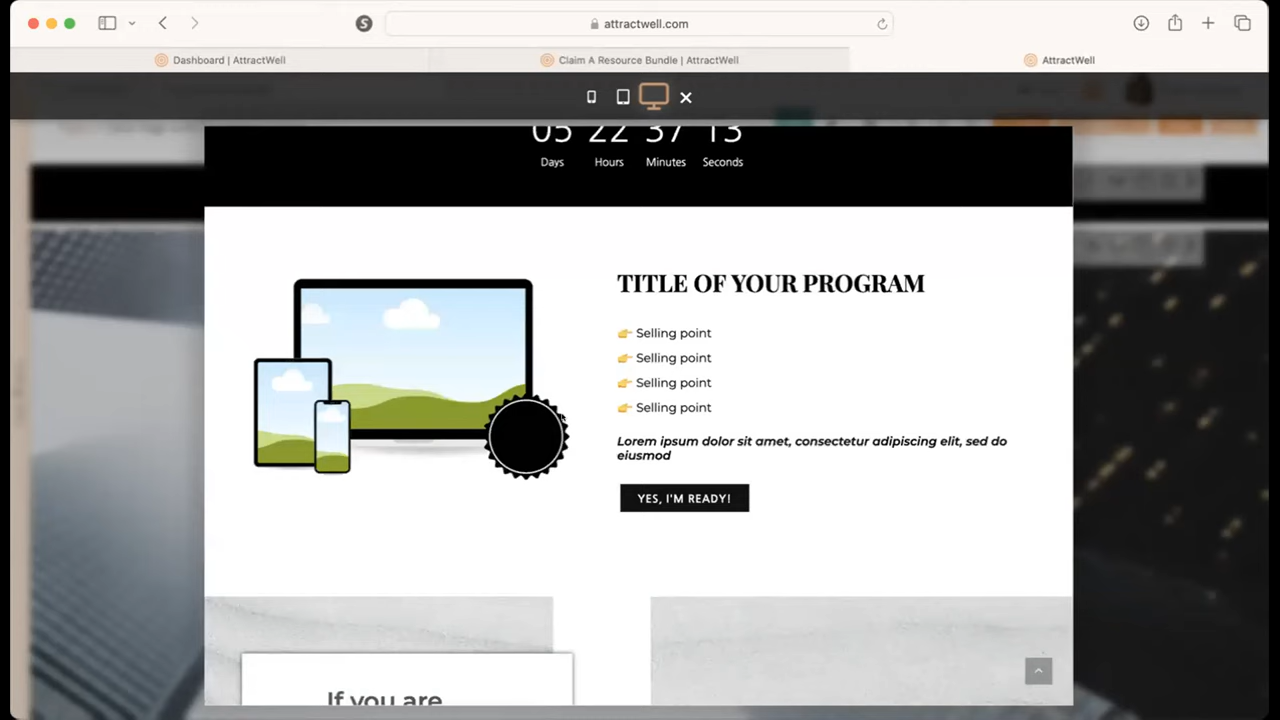 attractwell.com
Dashboard | AttractWell
Claim A Resource Bundle | AttractWell
AttractWell
05 22 37 13
Days Hours Minutes Seconds
TITLE OF YOUR PROGRAM
👉 Selling point
👉 Selling point
👉 Selling point
👉 Selling point
Lorem ipsum dolor sit amet, consectetur adipiscing elit, sed do
eiusmod
YES, I'M READY!
If you are